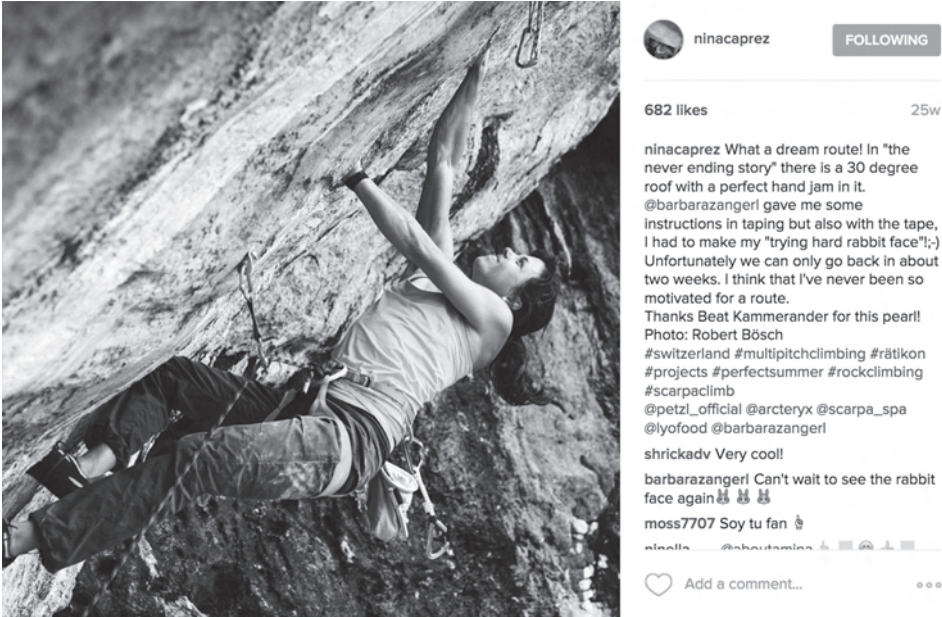 ninacaprez
FOLLOWING
682 likes
25w
ninacaprez What a dream route! In "the
never ending story" there is a 30 degree
roof with a perfect hand jam in it.
@barbarazangerl gave me some
instructions in taping but also with the tape,
I had to make my "trying hard rabbit face"!;-)
Unfortunately we can only go back in about
two weeks. I think that I've never been so
motivated for a route.
Thanks Beat Kammerander for this pearl!
Photo: Robert Bösch
#switzerland #multipitchclimbing #rätikon
#projects #perfectsummer #rockclimbing
#scarpaclimb
@petzl_official @arcteryx @scarpa_spa
@lyofood @barbarazangerl
shrickadv Very cool!
barbarazangerl Can't wait to see the rabbit
face again🐰 🐰 🐰
moss7707 Soy tu fan 👌
Add a comment...